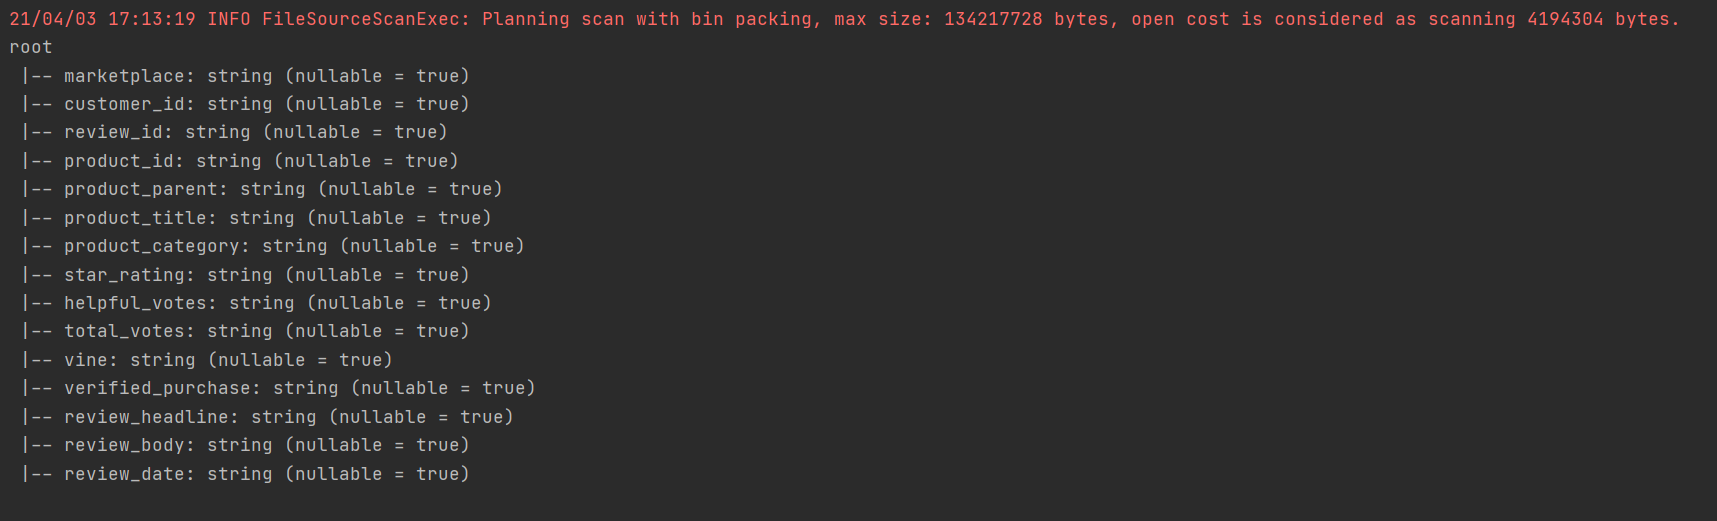 21/04/03 17:13:19 INFO FileSourceScanExec: Planning scan with bin packing, max size: 134217728 bytes, open cost is considered as scanning 4194304 bytes.
root
 |-- marketplace: string (nullable = true)
 |-- customer_id: string (nullable = true)
 |-- review_id: string (nullable = true)
 |-- product_id: string (nullable = true)
 |-- product_parent: string (nullable = true)
 |-- product_title: string (nullable = true)
 |-- product_category: string (nullable = true)
 |-- star_rating: string (nullable = true)
 |-- helpful_votes: string (nullable = true)
 |-- total_votes: string (nullable = true)
 |-- vine: string (nullable = true)
 |-- verified_purchase: string (nullable = true)
 |-- review_headline: string (nullable = true)
 |-- review_body: string (nullable = true)
 |-- review_date: string (nullable = true)